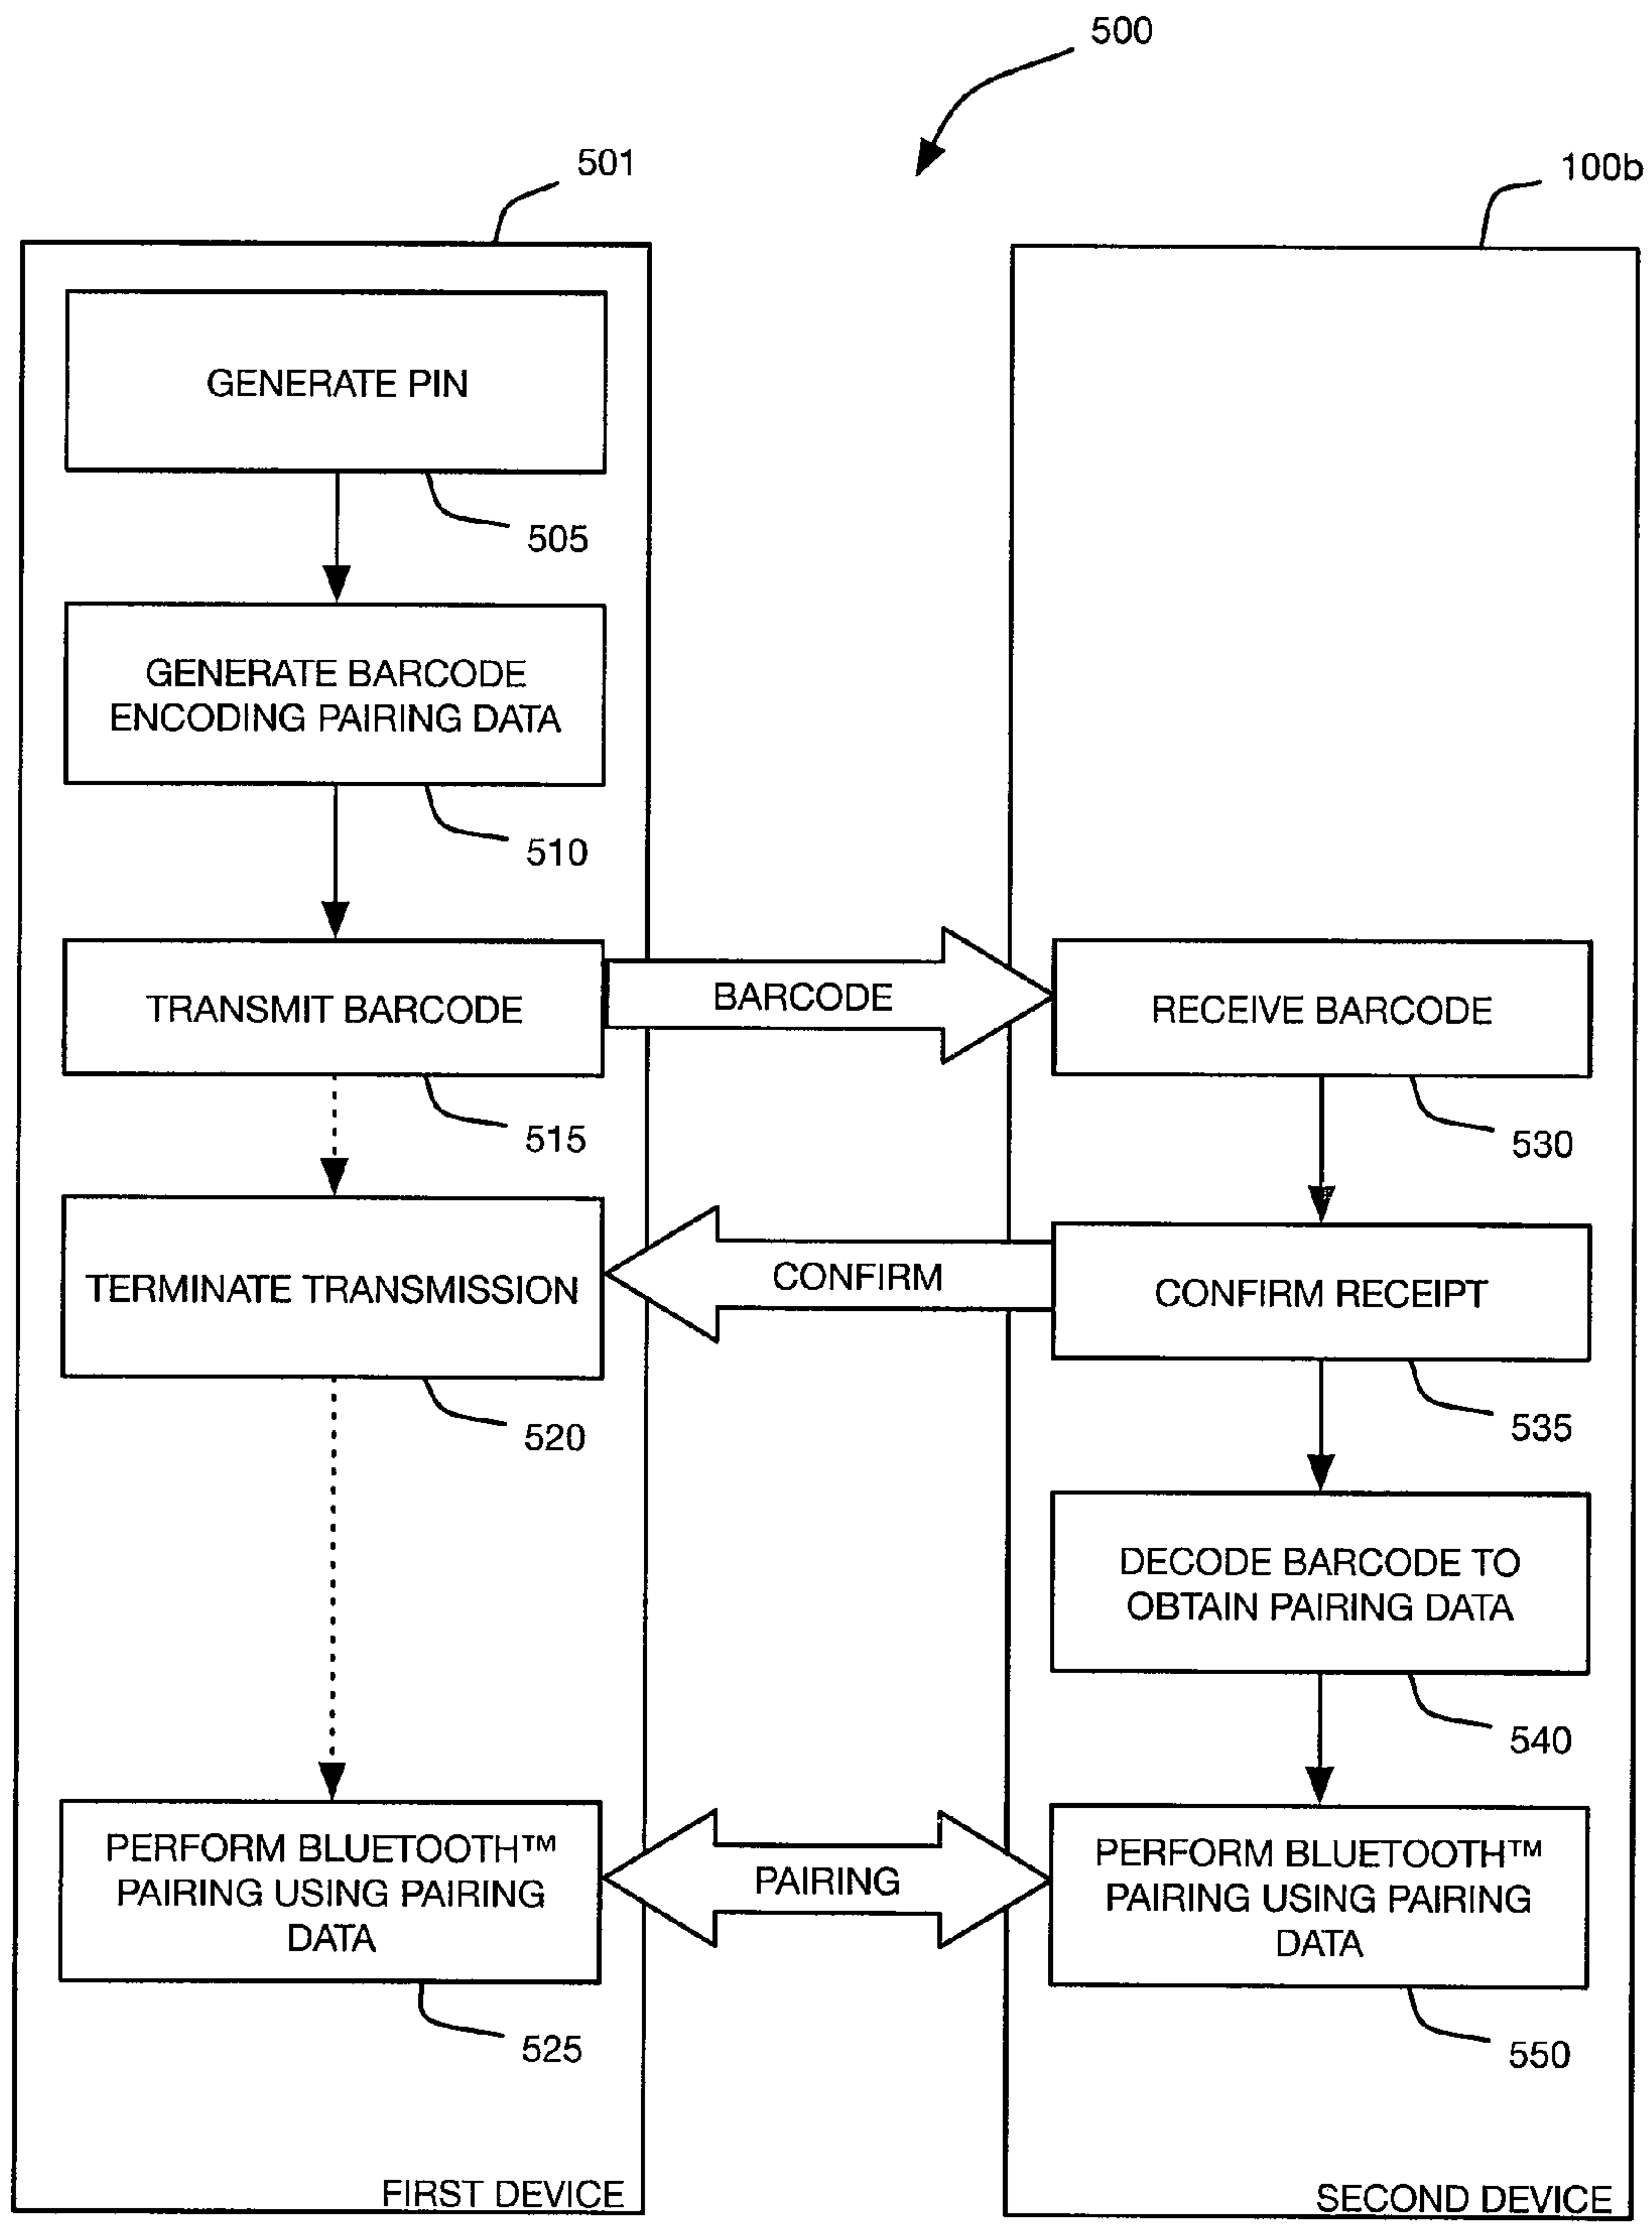 500
501
100b
GENERATE PIN
505
GENERATE BARCODE
ENCODING PAIRING DATA
510
TRANSMIT BARCODE
BARCODE
RECEIVE BARCODE
515
530
TERMINATE TRANSMISSION
CONFIRM
CONFIRM RECEIPT
520
535
DECODE BARCODE TO
OBTAIN PAIRING DATA
540
PERFORM BLUETOOTH™
PAIRING USING PAIRING
DATA
PAIRING
PERFORM BLUETOOTH™
PAIRING USING PAIRING
DATA
525
550
FIRST DEVICE
SECOND DEVICE